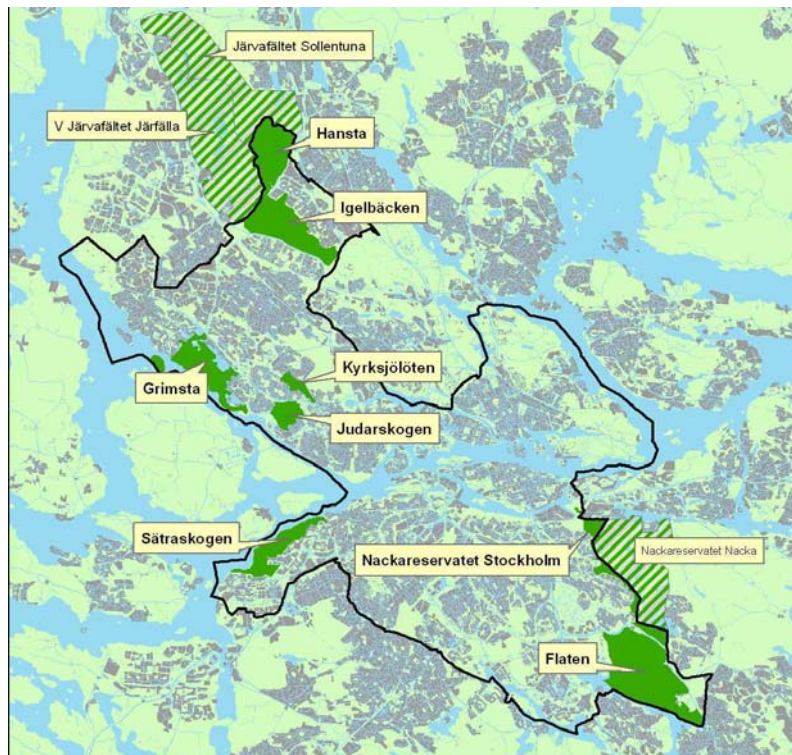 Järvafältet Sollentuna
V Järvafältet Järfälla
Hansta
Igelbäcken
Kyrksjölöten
Grimsta
Judarskogen
Sätraskogen
Nackareservatet Stockholm
Nackareservatet Nacka
Flaten